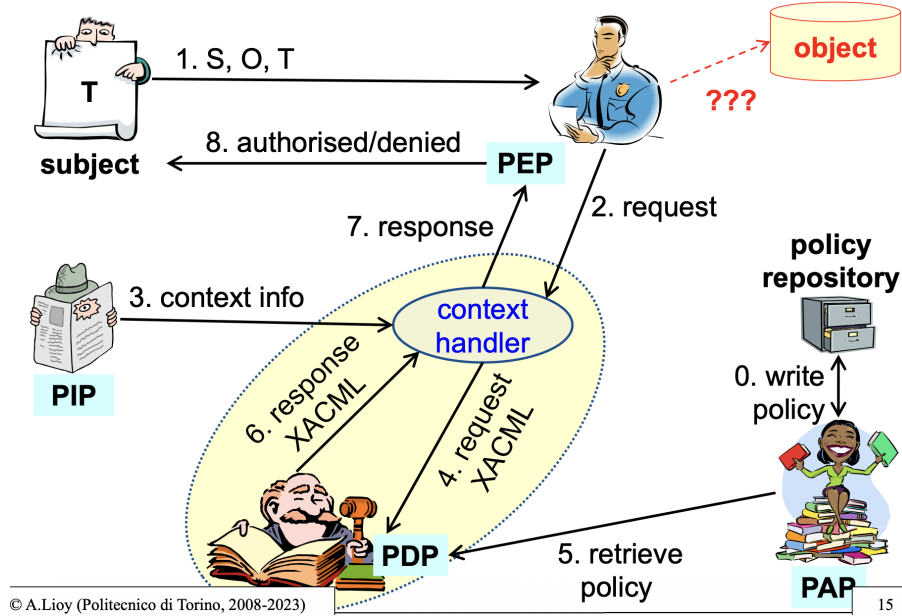 1. S, O, T
object
T
???
8. authorised/denied
subject
PEP
2. request
7. response
policy
repository
3. context info
context
handler
PIP
0. write
policy
6. response
XACML
4. request
XACML
PDP
5. retrieve
policy
PAP
© A.Lioy (Politecnico di Torino, 2008-2023)
15